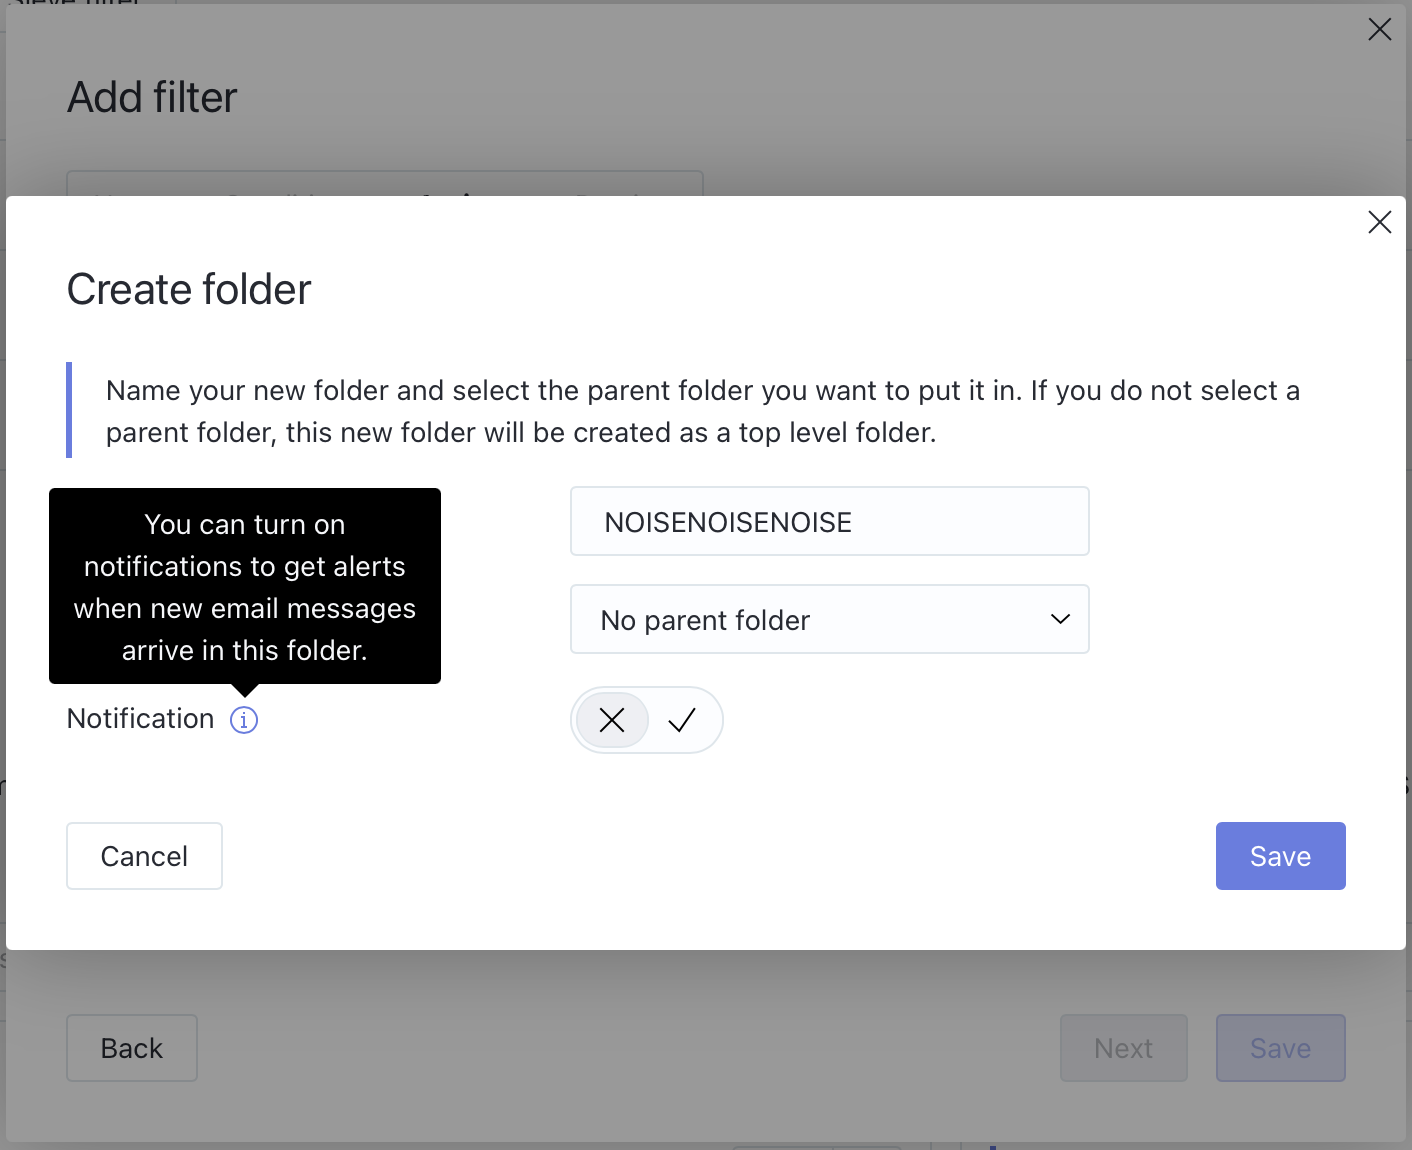 Sieve filter
Add filter
Create folder
Name your new folder and select the parent folder you want to put it in. If you do not select a
parent folder, this new folder will be created as a top level folder.
You can turn on
notifications to get alerts
when new email messages
arrive in this folder.
NOISENOISENOISE
No parent folder
Notification
Cancel
Save
Back
Next
Save